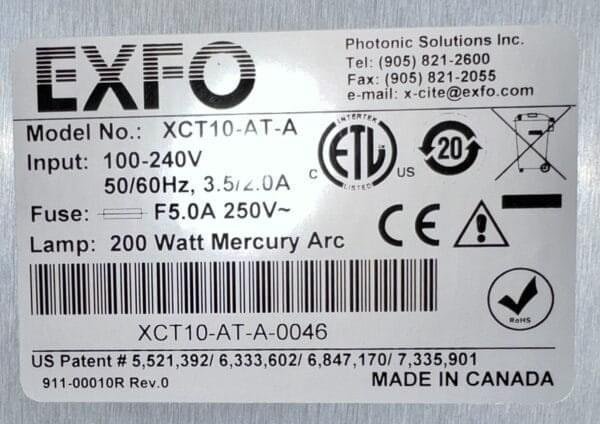 EXFO
Photonic Solutions Inc.
Tel: (905) 821-2600
Fax: (905) 821-2055
e-mail: x-cite@exfo.com
Model No.: XCT10-AT-A
Input: 100-240V
50/60Hz, 3.5/2.0A
Fuse: F5.0A 250V~
Lamp: 200 Watt Mercury Arc
INTERTEK
C ETL US
LISTED
20
CE
RoHS
XCT10-AT-A-0046
US Patent # 5,521,392/ 6,333,602/ 6,847,170/ 7,335,901
911-00010R Rev.0
MADE IN CANADA